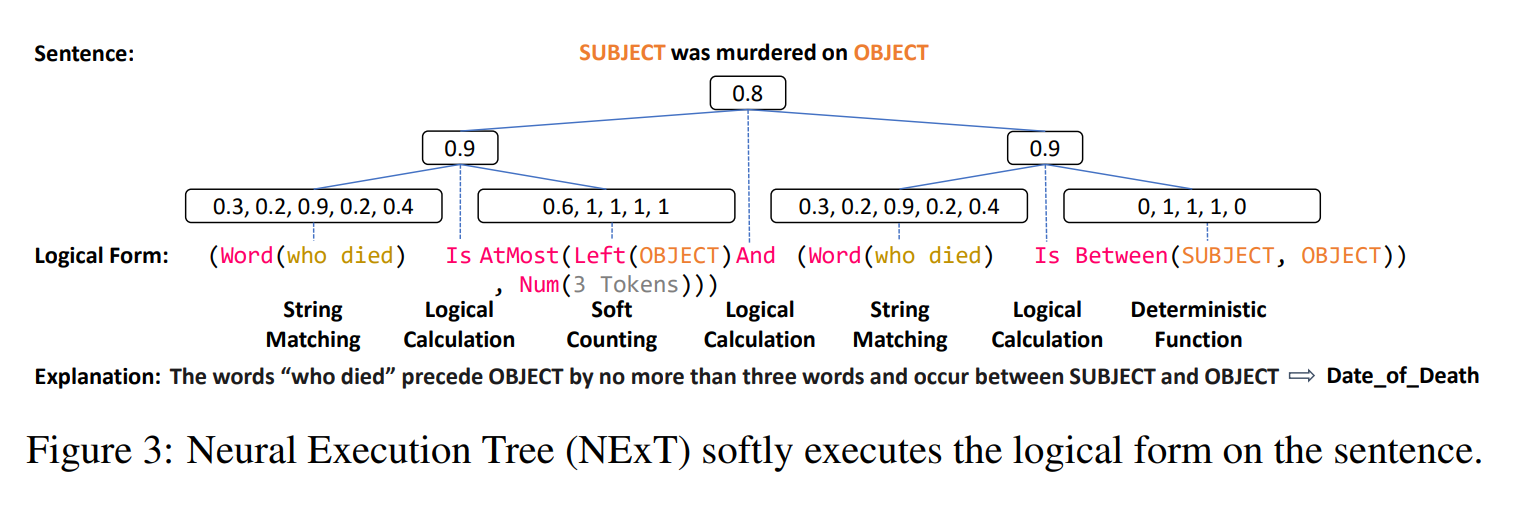 Sentence: SUBJECT was murdered on OBJECT
0.8
0.9 0.9
0.3, 0.2, 0.9, 0.2, 0.4 0.6, 1, 1, 1, 1 0.3, 0.2, 0.9, 0.2, 0.4 0, 1, 1, 1, 0
Logical Form: (Word(who died) Is AtMost(Left(OBJECT) And (Word(who died) Is Between(SUBJECT, OBJECT))
, Num(3 Tokens)))
String Logical Soft Logical String Logical Deterministic
Matching Calculation Counting Calculation Matching Calculation Function
Explanation: The words “who died” precede OBJECT by no more than three words and occur between SUBJECT and OBJECT ⇨ Date_of_Death
Figure 3: Neural Execution Tree (NExT) softly executes the logical form on the sentence.